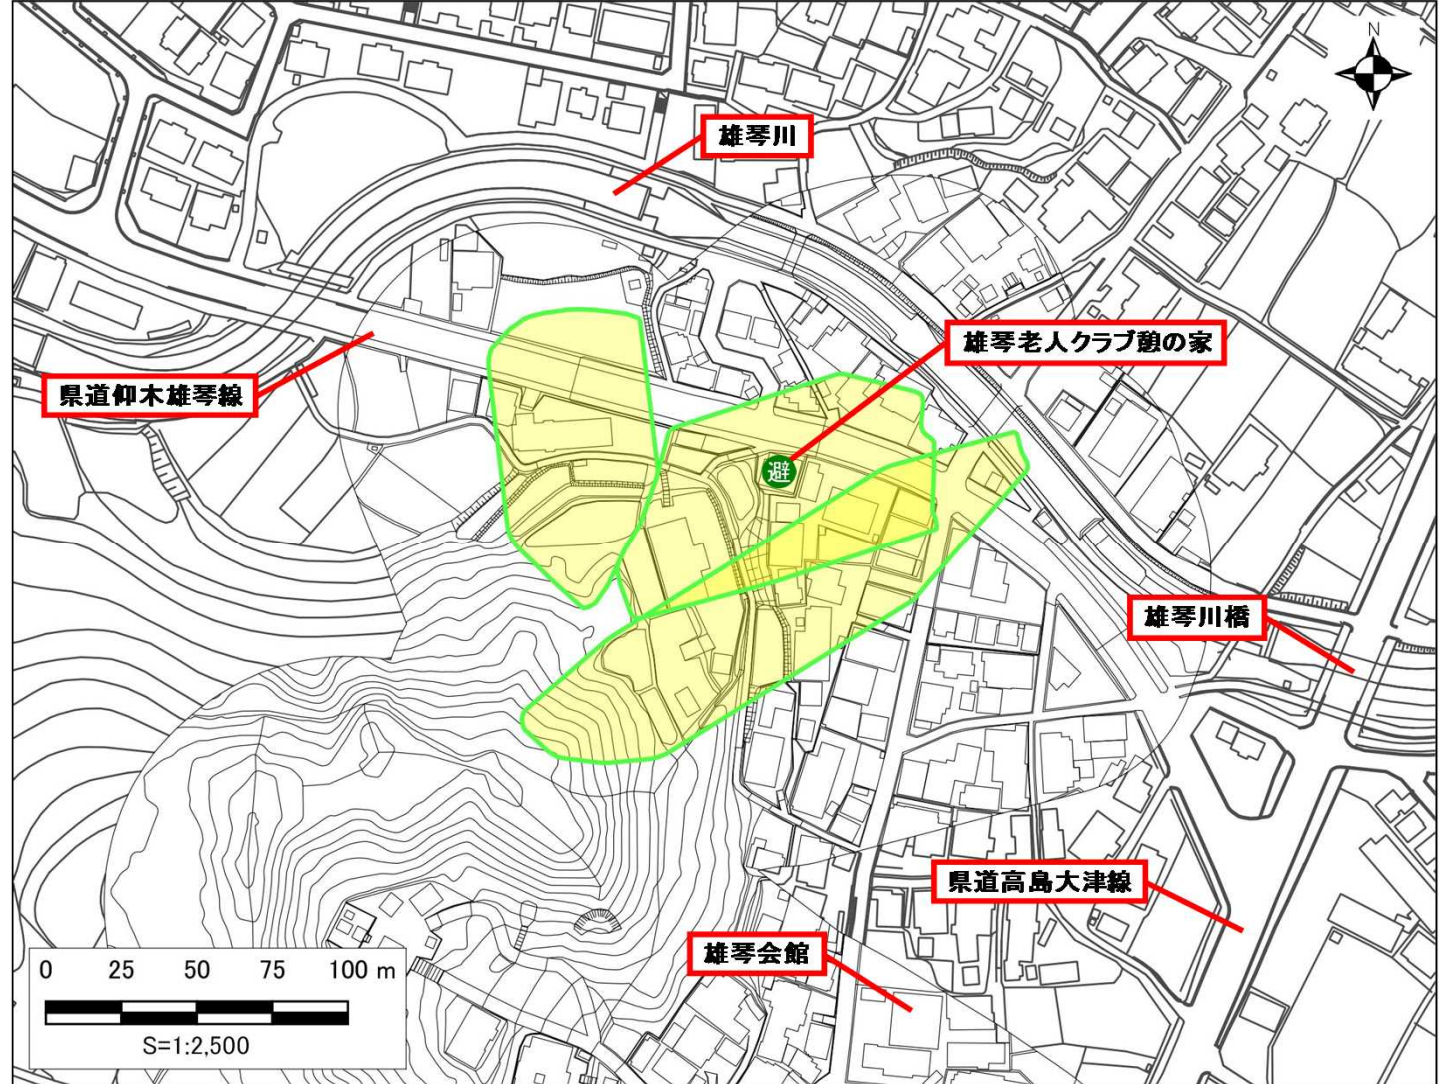 N
雄琴川
雄琴老人クラブ憩の家
県道仰木雄琴線
避
雄琴川橋
県道高島大津線
雄琴会館
0 25 50 75 100 m
S=1:2,500